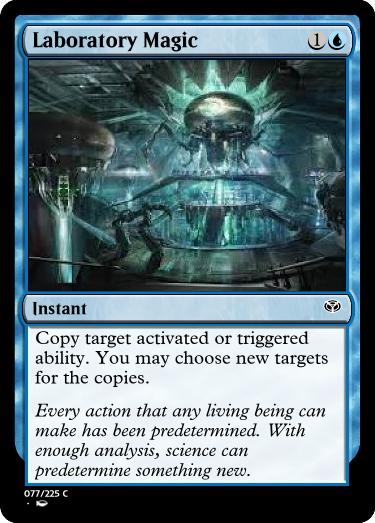 Laboratory Magic 1
Instant
Copy target activated or triggered
ability. You may choose new targets
for the copies.
Every action that any living being can
make has been predetermined. With
enough analysis, science can
predetermine something new.
077/225 C